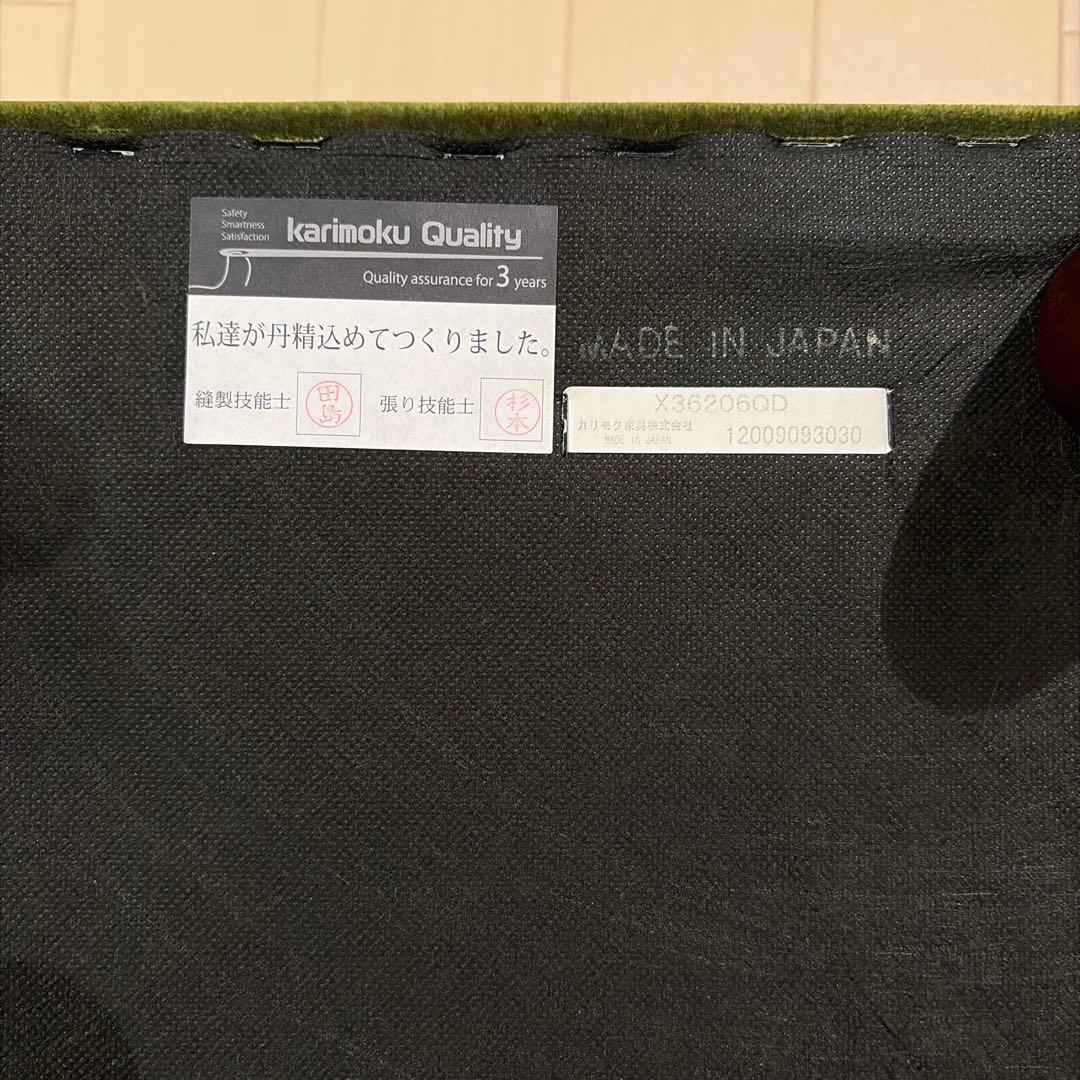 Safety
Smartness
Satisfaction
karimoku Quality
Quality assurance for 3 years
私達が丹精込めてつくりました。
縫製技能士 田島 張り技能士 杉本
MADE IN JAPAN
X36206QD
カリモク家具株式会社
MADE IN JAPAN
12009093030